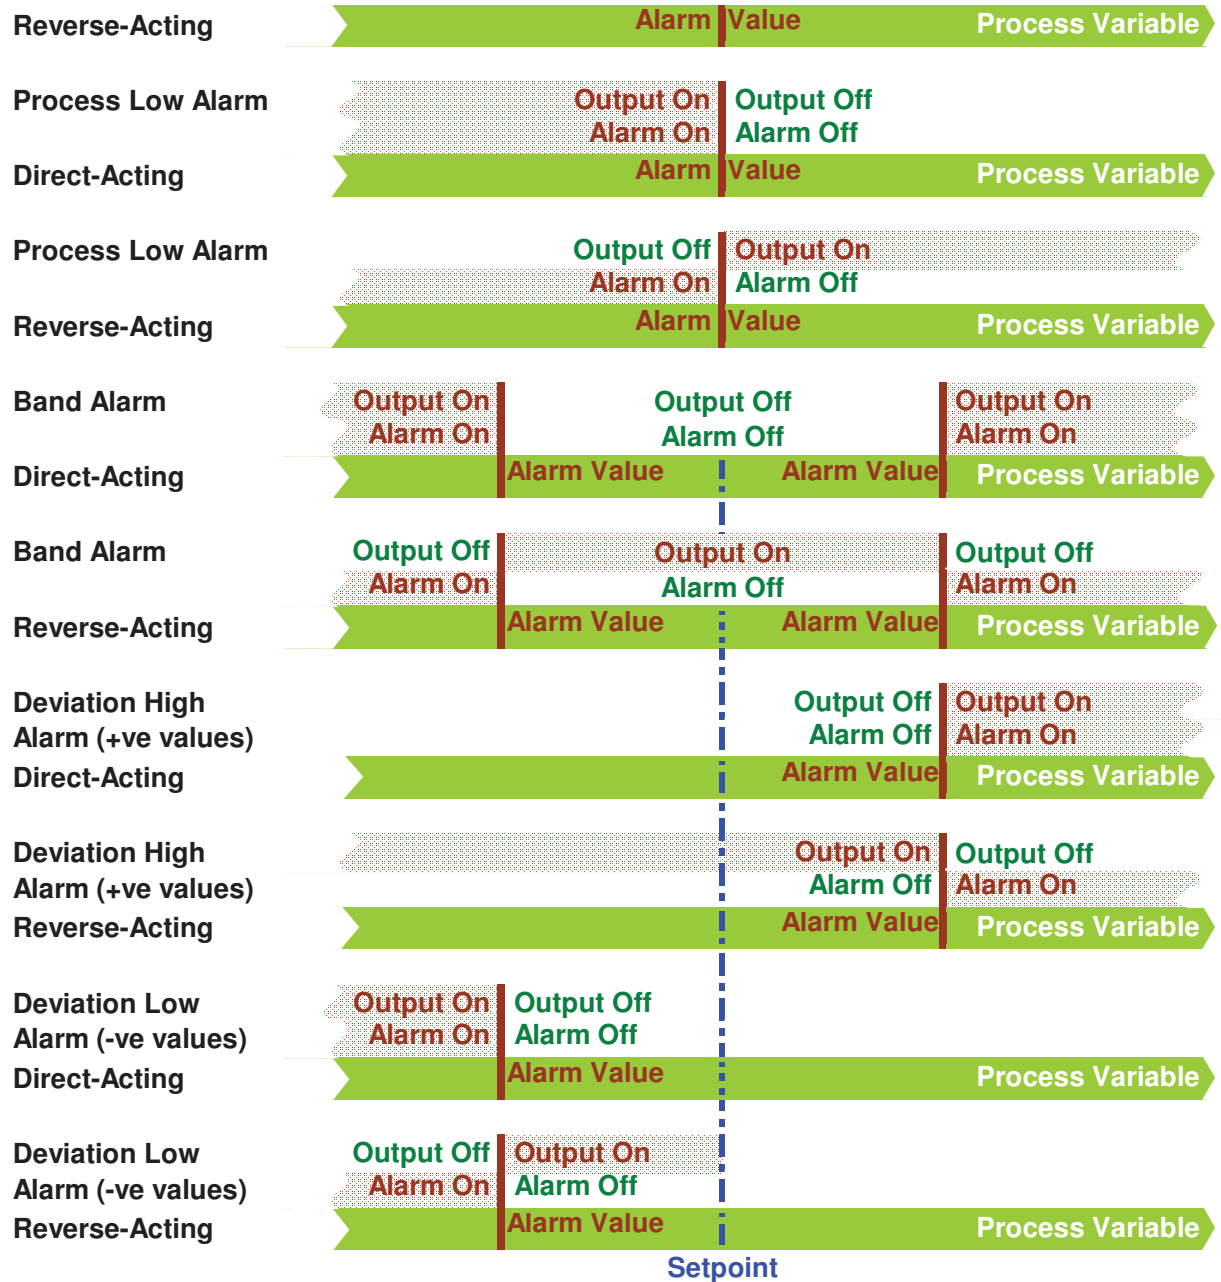 Reverse-Acting Alarm Value Process Variable
Process Low Alarm Output On Output Off
Alarm On Alarm Off
Direct-Acting Alarm Value Process Variable
Process Low Alarm Output Off Output On
Alarm On Alarm Off
Reverse-Acting Alarm Value Process Variable
Band Alarm Output On Output Off Output On
Alarm On Alarm Off Alarm On
Direct-Acting Alarm Value Alarm Value Process Variable
Band Alarm Output Off Output On Output Off
Alarm On Alarm Off Alarm On
Reverse-Acting Alarm Value Alarm Value Process Variable
Deviation High Output Off Output On
Alarm (+ve values) Alarm Off Alarm On
Direct-Acting Alarm Value Process Variable
Deviation High Output On Output Off
Alarm (+ve values) Alarm Off Alarm On
Reverse-Acting Alarm Value Process Variable
Deviation Low Output On Output Off
Alarm (-ve values) Alarm On Alarm Off
Direct-Acting Alarm Value Process Variable
Deviation Low Output Off Output On
Alarm (-ve values) Alarm On Alarm Off
Reverse-Acting Alarm Value Process Variable
Setpoint